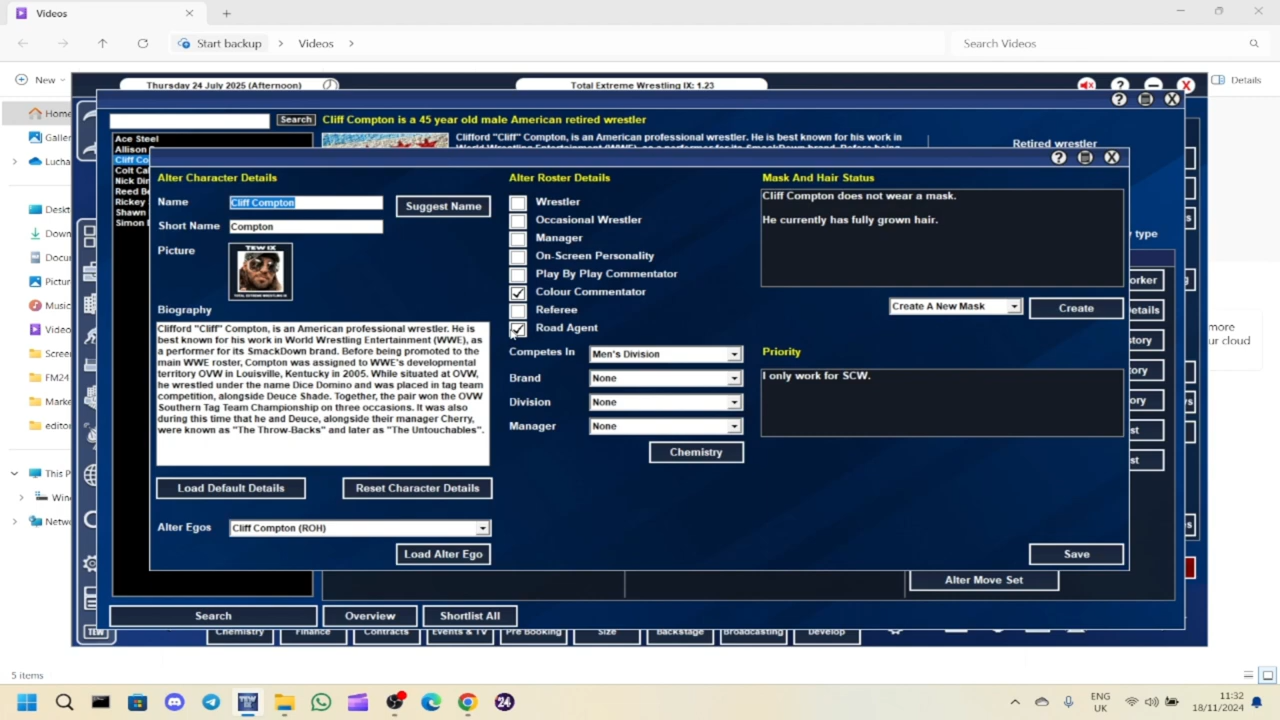 Videos
Start backup
Videos
Search Videos
New
Details
Thursday 24 July 2025 (Afternoon)
Total Extreme Wrestling IX: 1.23
Home
Search
Cliff Compton is a 45 year old male American retired wrestler
Ace Steel
Clifford "Cliff" Compton, is an American professional wrestler. He is best known for his work in
Retired wrestler
Alter Character Details
Alter Roster Details
Mask And Hair Status
Name
Cliff Compton
Suggest Name
Wrestler
Cliff Compton does not wear a mask.
Short Name
Compton
Occasional Wrestler
He currently has fully grown hair.
Picture
TEW IX
TOTAL EXTREME WRESTLING IX
Manager
On-Screen Personality
Play By Play Commentator
Colour Commentator
Referee
Road Agent
Create A New Mask
Create
Biography
Clifford "Cliff" Compton, is an American professional wrestler. He is
best known for his work in World Wrestling Entertainment (WWE), as
a performer for its SmackDown brand. Before being promoted to the
main WWE roster, Compton was assigned to WWE's developmental
territory OVW in Louisville, Kentucky in 2005. While situated at OVW,
he wrestled under the name Dice Domino and was placed in tag team
competition, alongside Deuce Shade. Together, the pair won the OVW
Southern Tag Team Championship on three occasions. It was also
during this time that he and Deuce, alongside their manager Cherry,
were known as "The Throw-Backs" and later as "The Untouchables".
Competes In
Men's Division
Brand
None
Division
None
Manager
None
Chemistry
Priority
I only work for SCW.
Load Default Details
Reset Character Details
Alter Egos
Cliff Compton (ROH)
Load Alter Ego
Save
Alter Move Set
Search
Overview
Shortlist All
TEW
Chemistry
Finance
Contracts
Events & TV
Pre Booking
Size
Backstage
Broadcasting
Develop
5 items
24
ENG
UK
11:32
18/11/2024